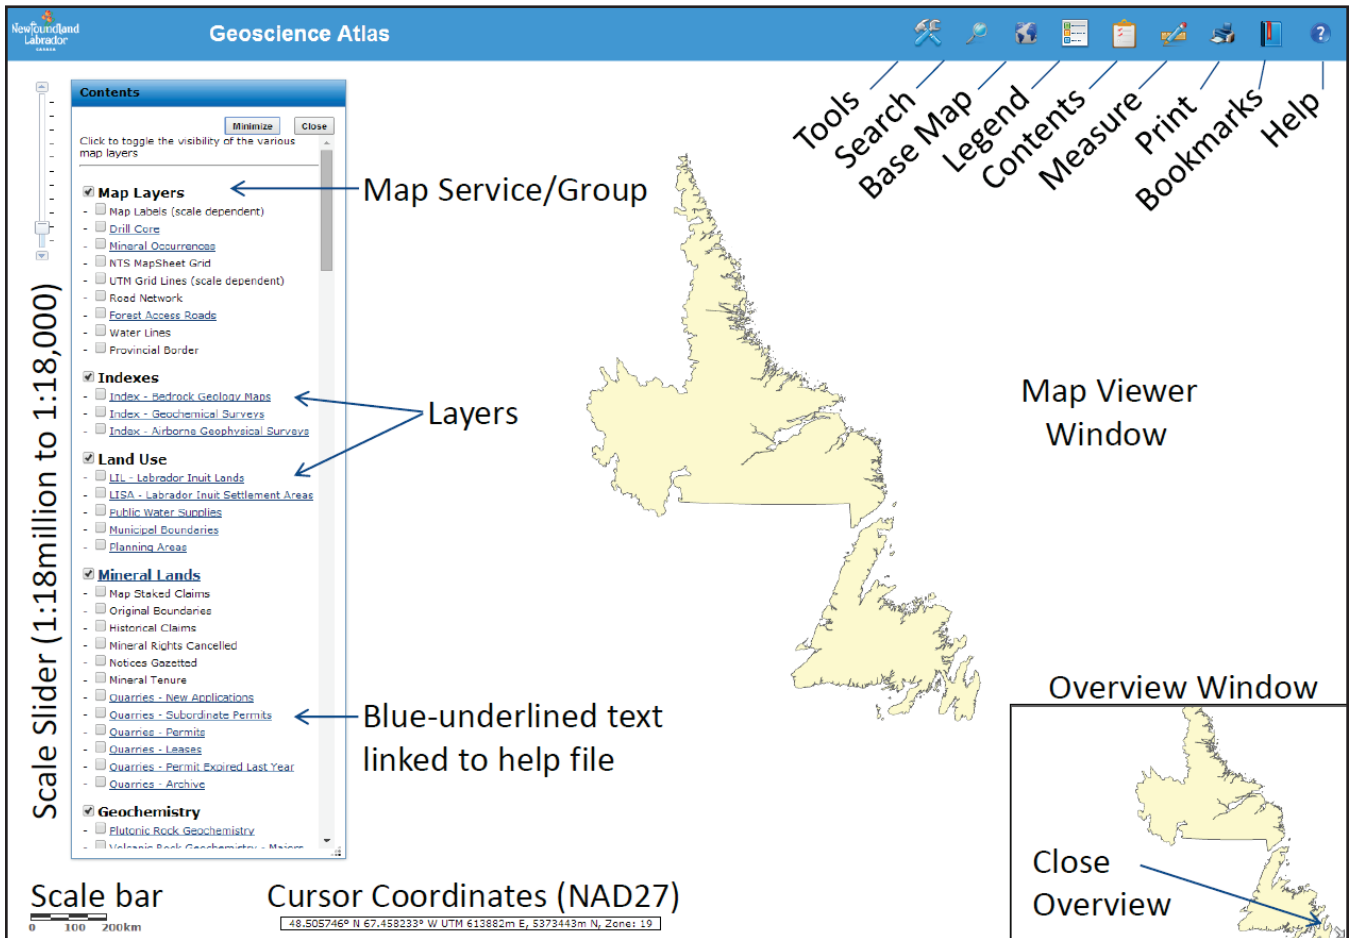 Newfoundland
Labrador
Geoscience Atlas
Tools
Search
Base Map
Legend
Contents
Measure
Print
Bookmarks
Help
Contents
Minimize
Close
Click to toggle the visibility of the various
map layers
Map Layers
- Map Labels (scale dependent)
- Drill Core
- Mineral Occurrences
- NTS MapSheet Grid
- UTM Grid Lines (scale dependent)
- Road Network
- Forest Access Roads
- Water Lines
- Provincial Border
Indexes
- Index - Bedrock Geology Maps
- Index - Geochemical Surveys
- Index - Airborne Geophysical Surveys
Land Use
- LIL - Labrador Inuit Lands
- LISA - Labrador Inuit Settlement Areas
- Public Water Supplies
- Municipal Boundaries
- Planning Areas
Mineral Lands
- Map Staked Claims
- Original Boundaries
- Historical Claims
- Mineral Rights Cancelled
- Notices Gazetted
- Mineral Tenure
- Quarries - New Applications
- Quarries - Subordinate Permits
- Quarries - Permits
- Quarries - Leases
- Quarries - Permit Expired Last Year
- Quarries - Archive
Geochemistry
- Plutonic Rock Geochemistry
- Volcanic Rock Geochemistry - Majors
Scale Slider (1:18million to 1:18,000)
Map Service/Group
Layers
Blue-underlined text
linked to help file
Map Viewer
Window
Overview Window
Close
Overview
Scale bar
0 100 200km
Cursor Coordinates (NAD27)
48.505746º N 67.458233º W UTM 613882m E, 5373443m N, Zone: 19